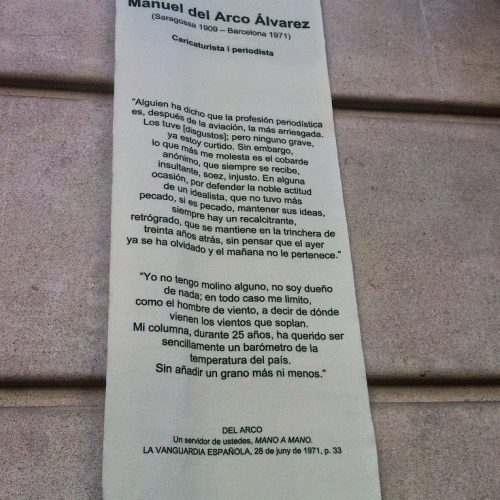 Manuel del Arco Álvarez
(Saragossa 1909 – Barcelona 1971)
Caricaturista i periodista
"Alguien ha dicho que la profesión periodística
es, después de la aviación, la más arriesgada.
Los tuve [disgustos]; pero ninguno grave,
ya estoy curtido. Sin embargo,
lo que más me molesta es el cobarde
anónimo, que siempre se recibe,
insultante, soez, injusto. En alguna
ocasión, por defender la noble actitud
de un idealista, que no tuvo más
pecado, si es pecado, mantener sus ideas,
siempre hay un recalcitrante,
retrógrado, que se mantiene en la trinchera de
treinta años atrás, sin pensar que el ayer
ya se ha olvidado y el mañana no le pertenece."
"Yo no tengo molino alguno, no soy dueño
de nada; en todo caso me limito,
como el hombre de viento, a decir de dónde
vienen los vientos que soplan.
Mi columna, durante 25 años, ha querido ser
sencillamente un barómetro de la
temperatura del país.
Sin añadir un grano más ni menos."
DEL ARCO
Un servidor de ustedes, MANO A MANO.
LA VANGUARDIA ESPAÑOLA, 26 de juny de 1971, p. 33